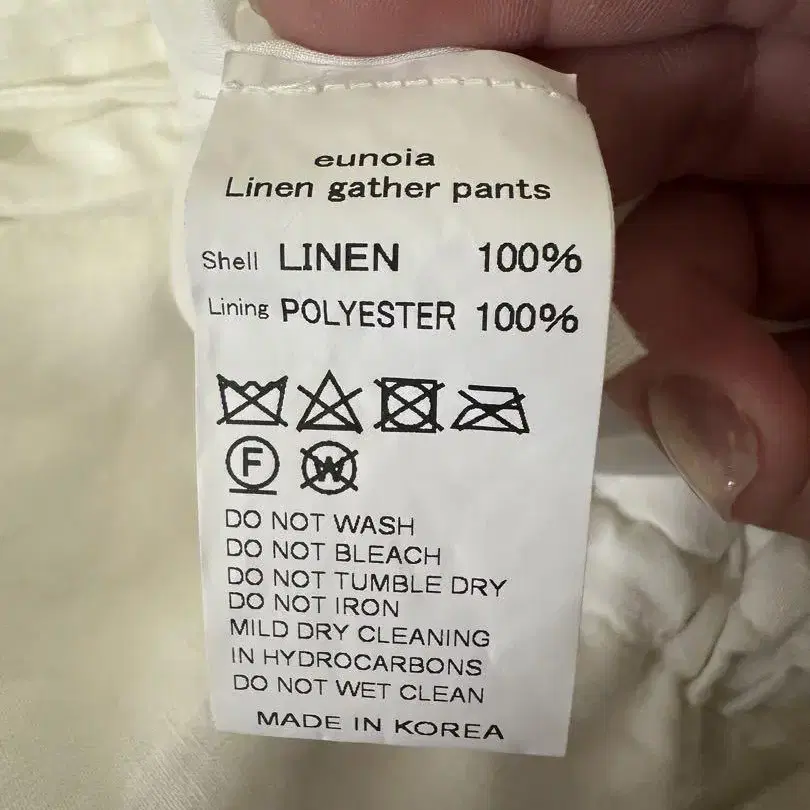 eunoia
Linen gather pants
Shell LINEN 100%
Lining POLYESTER 100%
F W
DO NOT WASH
DO NOT BLEACH
DO NOT TUMBLE DRY
DO NOT IRON
MILD DRY CLEANING
IN HYDROCARBONS
DO NOT WET CLEAN
MADE IN KOREA